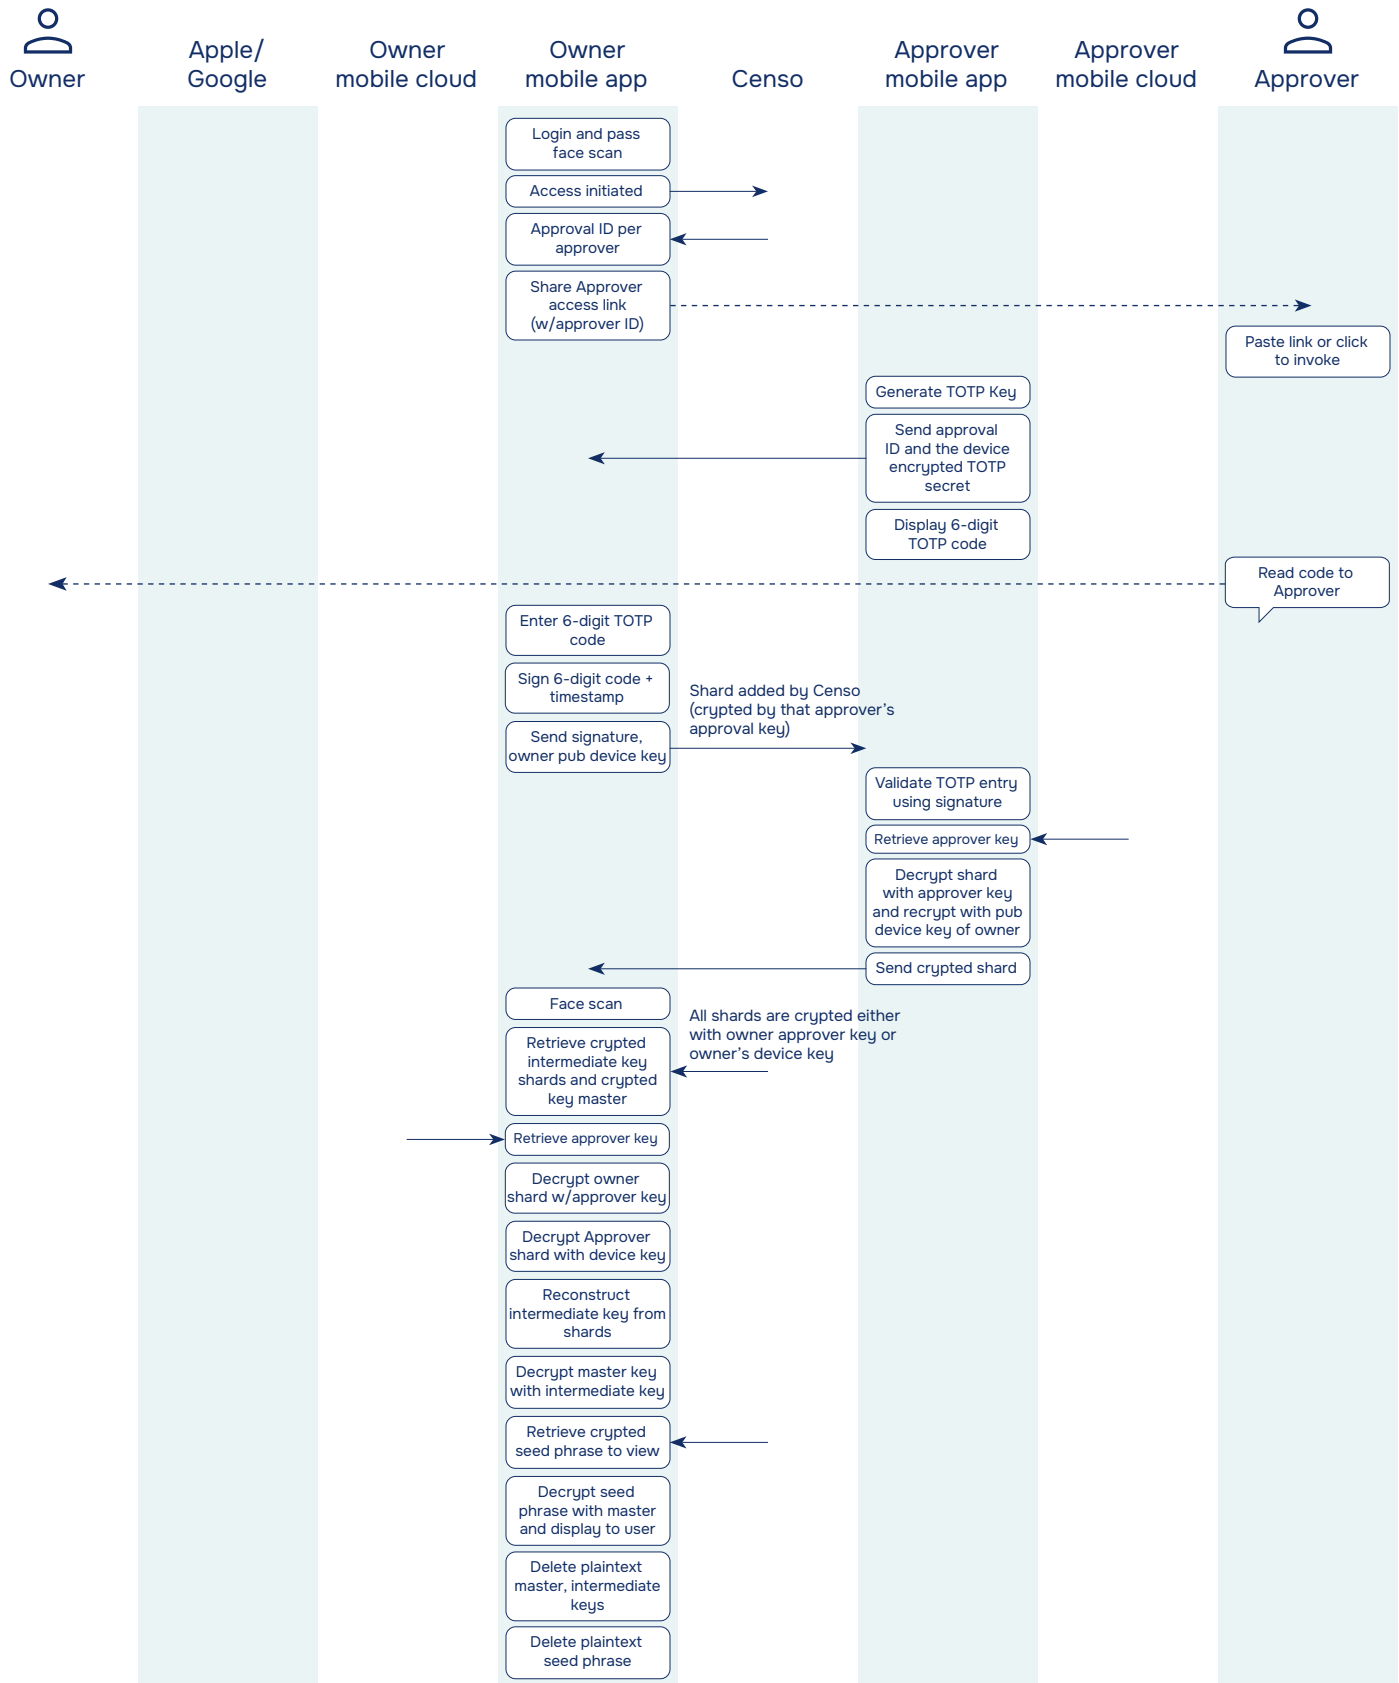 Owner
Apple/
Google
Owner
mobile cloud
Owner
mobile app
Censo
Approver
mobile app
Approver
mobile cloud
Approver
Login and pass
face scan
Access initiated
Approval ID per
approver
Share Approver
access link
(w/approver ID)
Paste link or click
to invoke
Generate TOTP Key
Send approval
ID and the device
encrypted TOTP
secret
Display 6-digit
TOTP code
Read code to
Approver
Enter 6-digit TOTP
code
Sign 6-digit code +
timestamp
Shard added by Censo
(crypted by that approver’s
approval key)
Send signature,
owner pub device key
Validate TOTP entry
using signature
Retrieve approver key
Decrypt shard
with approver key
and recrypt with pub
device key of owner
Send crypted shard
Face scan
All shards are crypted either
with owner approver key or
owner’s device key
Retrieve crypted
intermediate key
shards and crypted
key master
Retrieve approver key
Decrypt owner
shard w/approver key
Decrypt Approver
shard with device key
Reconstruct
intermediate key from
shards
Decrypt master key
with intermediate key
Retrieve crypted
seed phrase to view
Decrypt seed
phrase with master
and display to user
Delete plaintext
master, intermediate
keys
Delete plaintext
seed phrase